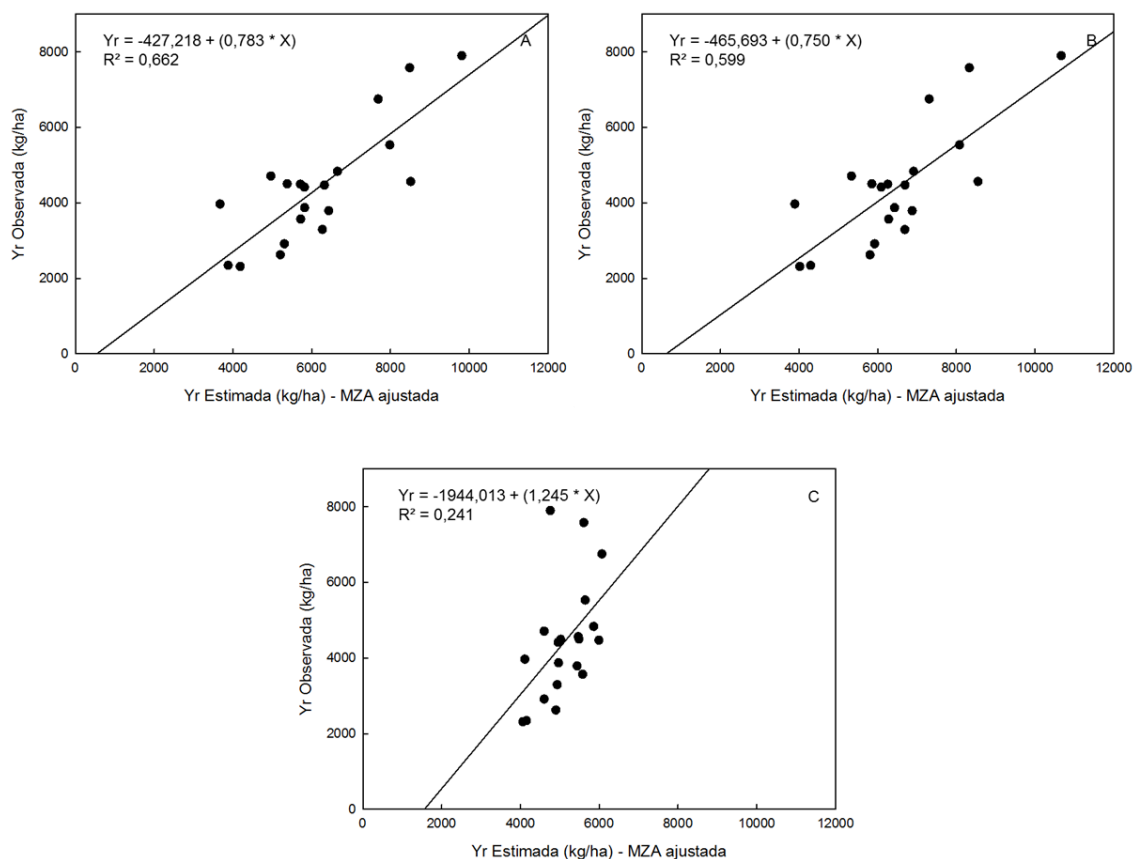 Yr = -427,218 + (0,783 * X)
R² = 0,662
A
8000
6000
4000
2000
0
Yr Observada (kg/ha)
0 2000 4000 6000 8000 10000 12000
Yr Estimada (kg/ha) - MZA ajustada
Yr = -465,693 + (0,750 * X)
R² = 0,599
B
8000
6000
4000
2000
0
Yr Observada (kg/ha)
0 2000 4000 6000 8000 10000 12000
Yr Estimada (kg/ha) - MZA ajustada
Yr = -1944,013 + (1,245 * X)
R² = 0,241
C
8000
6000
4000
2000
0
Yr Observada (kg/ha)
0 2000 4000 6000 8000 10000 12000
Yr Estimada (kg/ha) - MZA ajustada